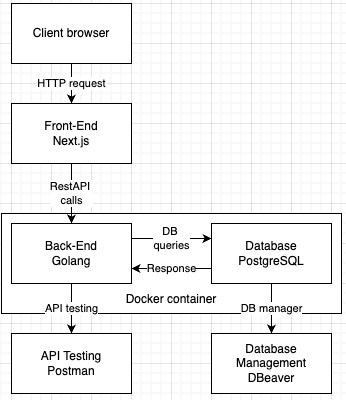 Client browser
HTTP request
Front-End
Next.js
RestAPI
calls
Back-End
Golang
DB
queries
Response
Database
PostgreSQL
Docker container
API testing
DB manager
API Testing
Postman
Database
Management
DBeaver